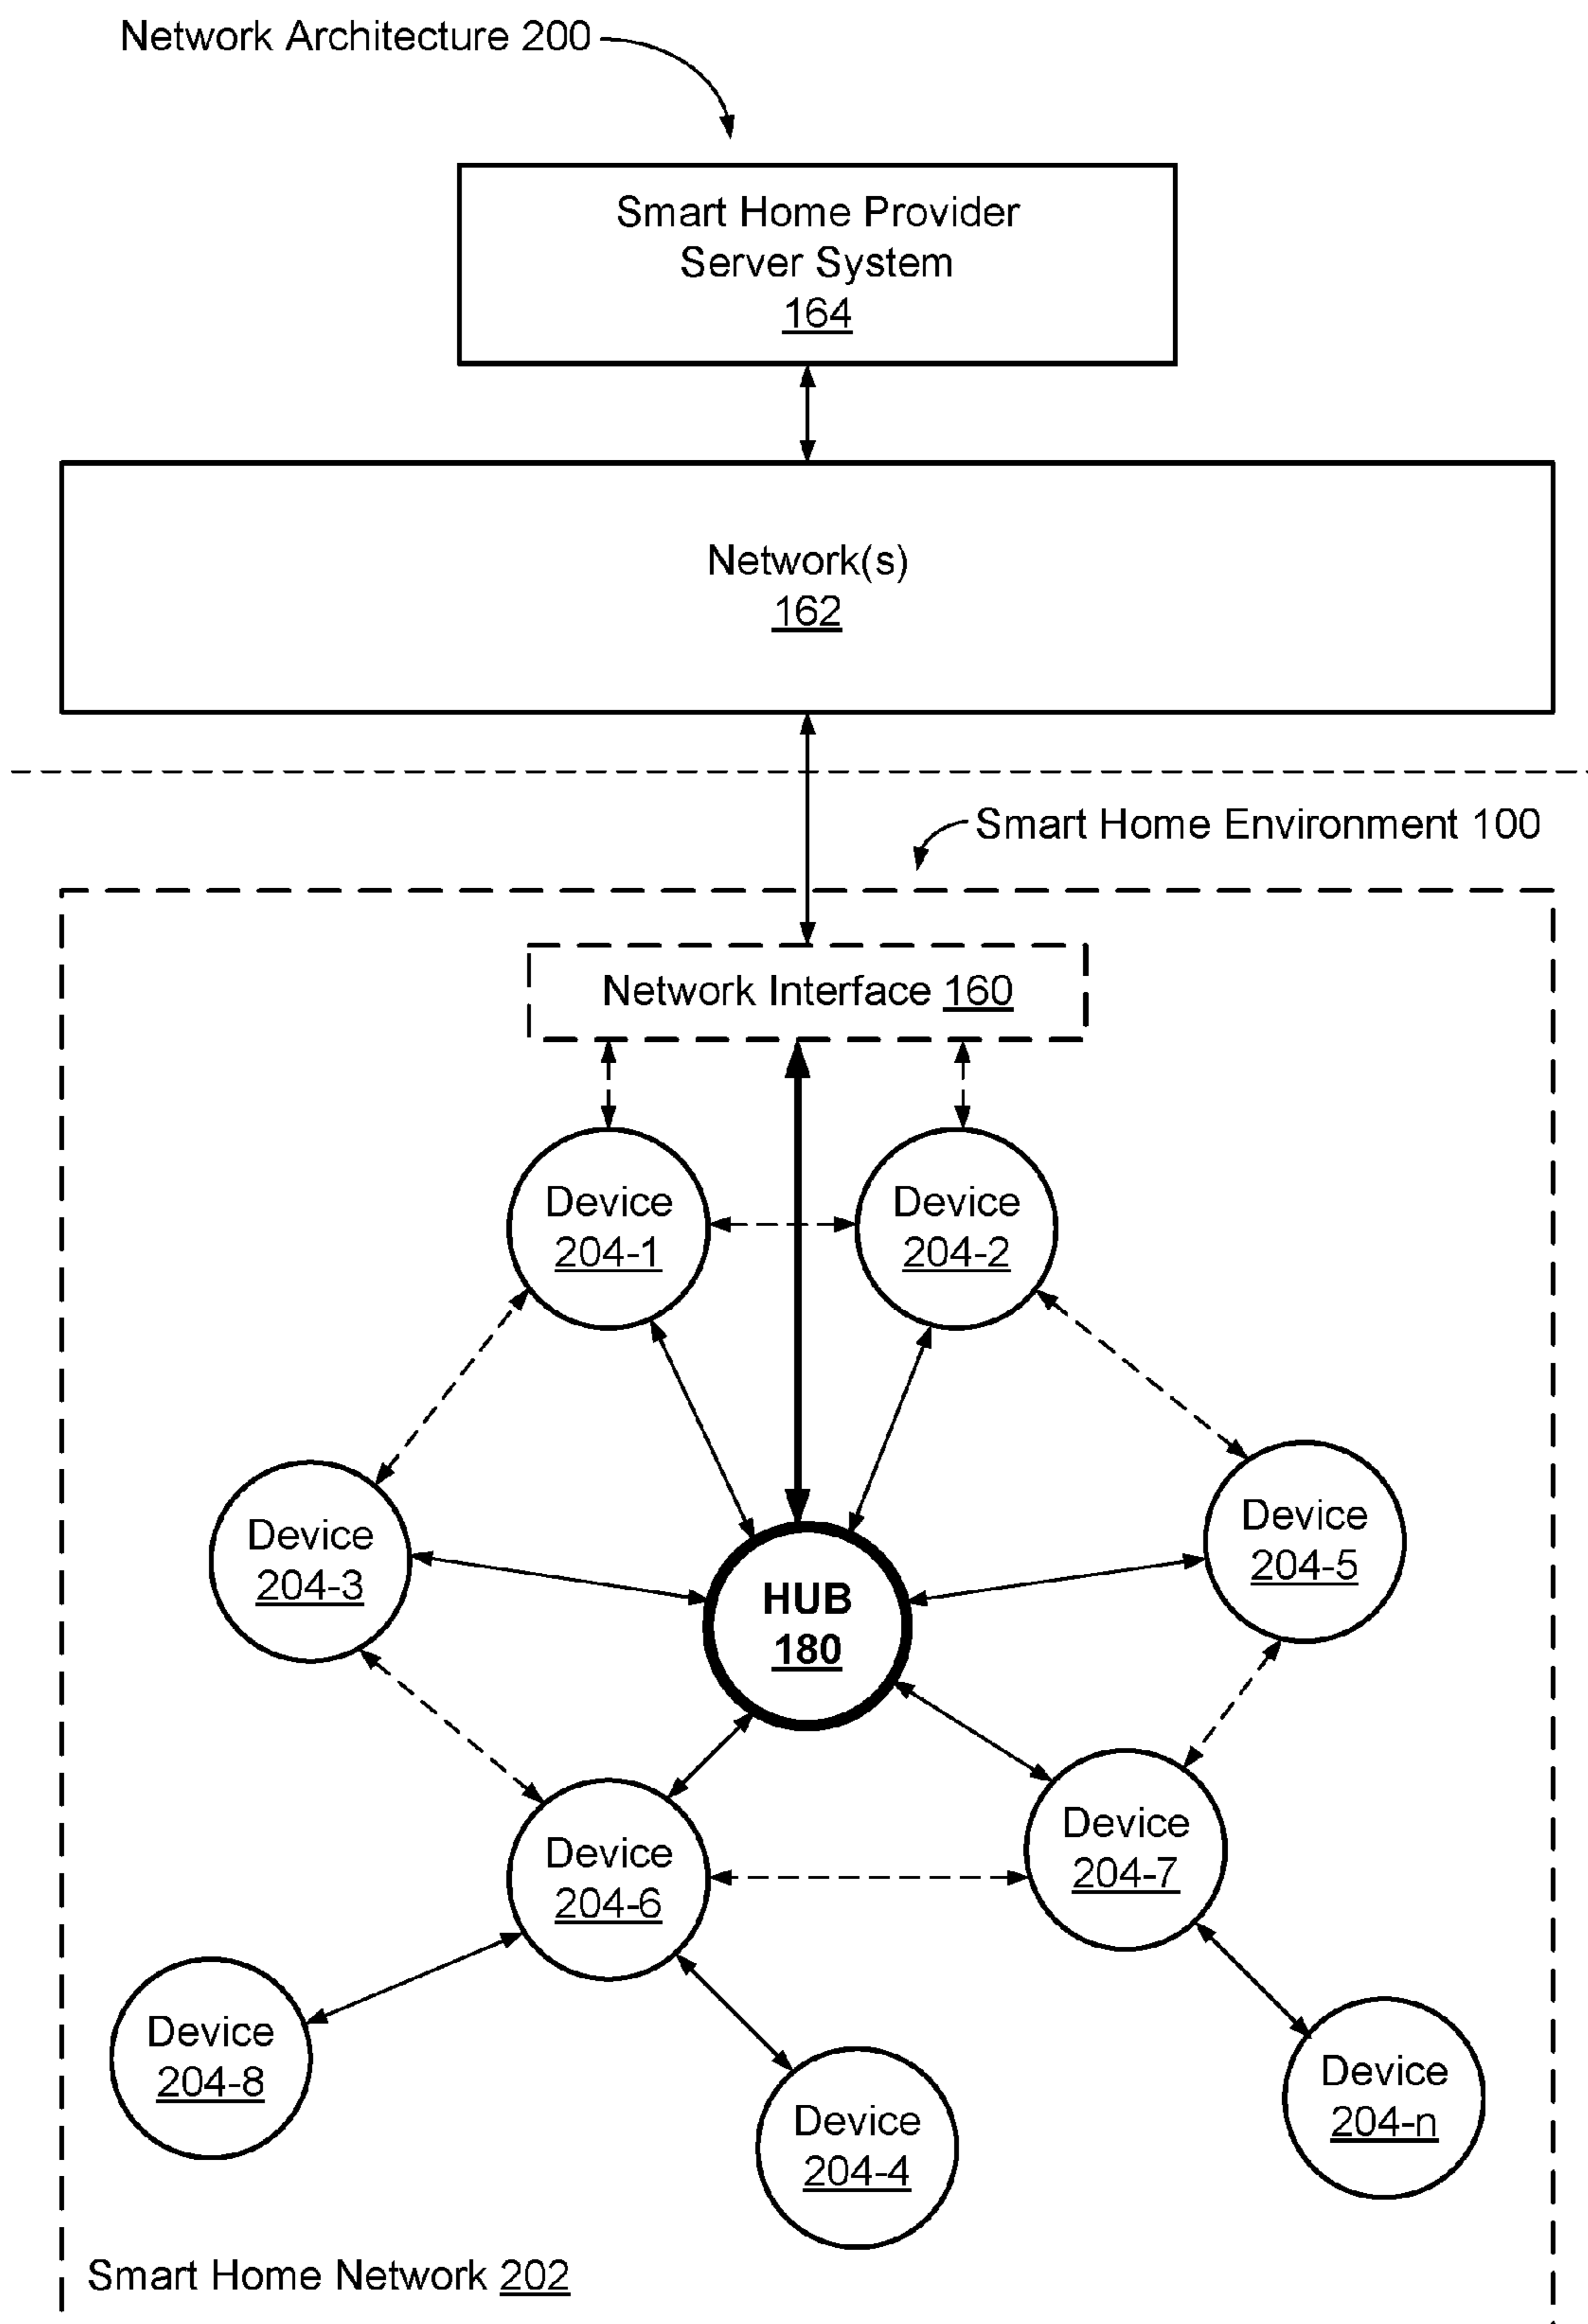 Network Architecture 200
Smart Home Provider
Server System
164
Network(s)
162
Smart Home Environment 100
Network Interface 160
Device
204-1
Device
204-2
Device
204-3
Device
204-5
HUB
180
Device
204-6
Device
204-7
Device
204-8
Device
204-4
Device
204-n
Smart Home Network 202